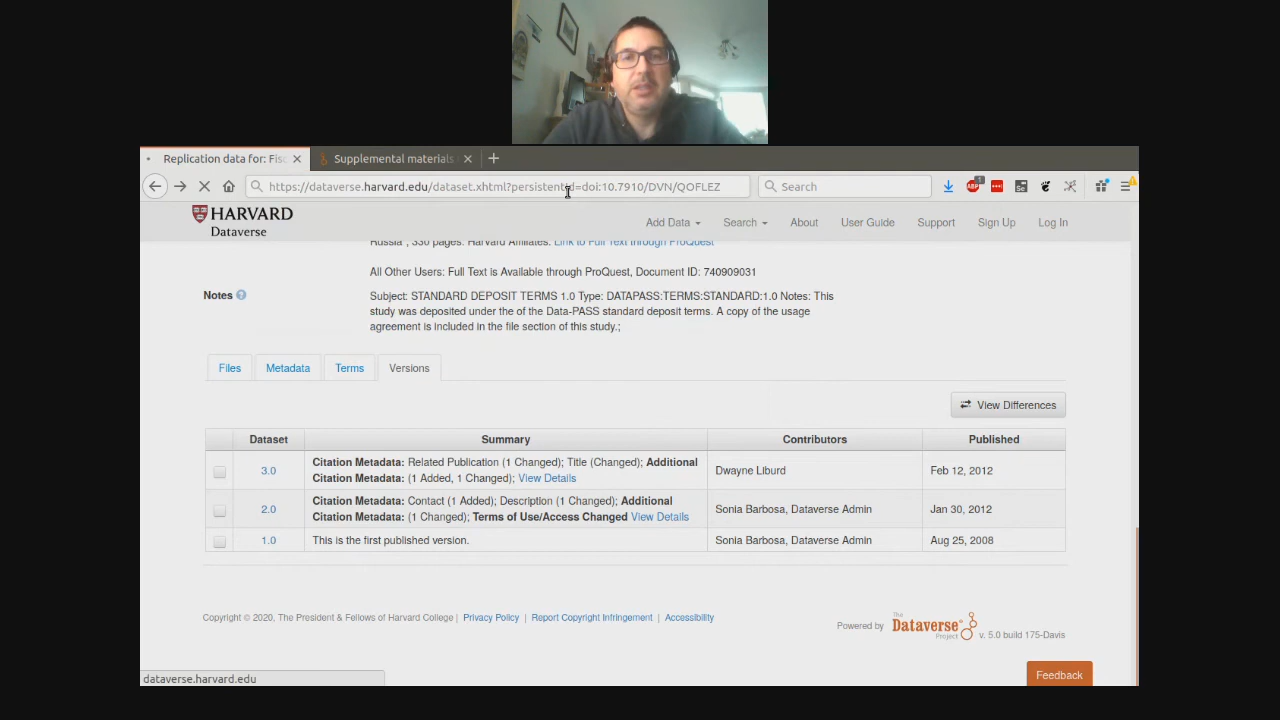 Replication data for: Fisc
Supplemental materials
https://dataverse.harvard.edu/dataset.xhtml?persistentId=doi:10.7910/DVN/QOFLEZ
Search
HARVARD
Dataverse
Add Data
Search
About
User Guide
Support
Sign Up
Log In
Russia", 330 pages. Harvard Affiliates. Link to Full Text through ProQuest
All Other Users: Full Text is Available through ProQuest, Document ID: 740909031
Notes
Subject: STANDARD DEPOSIT TERMS 1.0 Type: DATAPASS:TERMS:STANDARD:1.0 Notes: This
study was deposited under the of the Data-PASS standard deposit terms. A copy of the usage
agreement is included in the file section of this study.;
Files
Metadata
Terms
Versions
View Differences
Dataset
Summary
Contributors
Published
3.0
Citation Metadata: Related Publication (1 Changed); Title (Changed); Additional
Citation Metadata: (1 Added, 1 Changed); View Details
Dwayne Liburd
Feb 12, 2012
2.0
Citation Metadata: Contact (1 Added); Description (1 Changed); Additional
Citation Metadata: (1 Changed); Terms of Use/Access Changed View Details
Sonia Barbosa, Dataverse Admin
Jan 30, 2012
1.0
This is the first published version.
Sonia Barbosa, Dataverse Admin
Aug 25, 2008
Copyright © 2020, The President & Fellows of Harvard College | Privacy Policy | Report Copyright Infringement | Accessibility
Powered by
The
Dataverse
Project
v. 5.0 build 175-Davis
Feedback
dataverse.harvard.edu